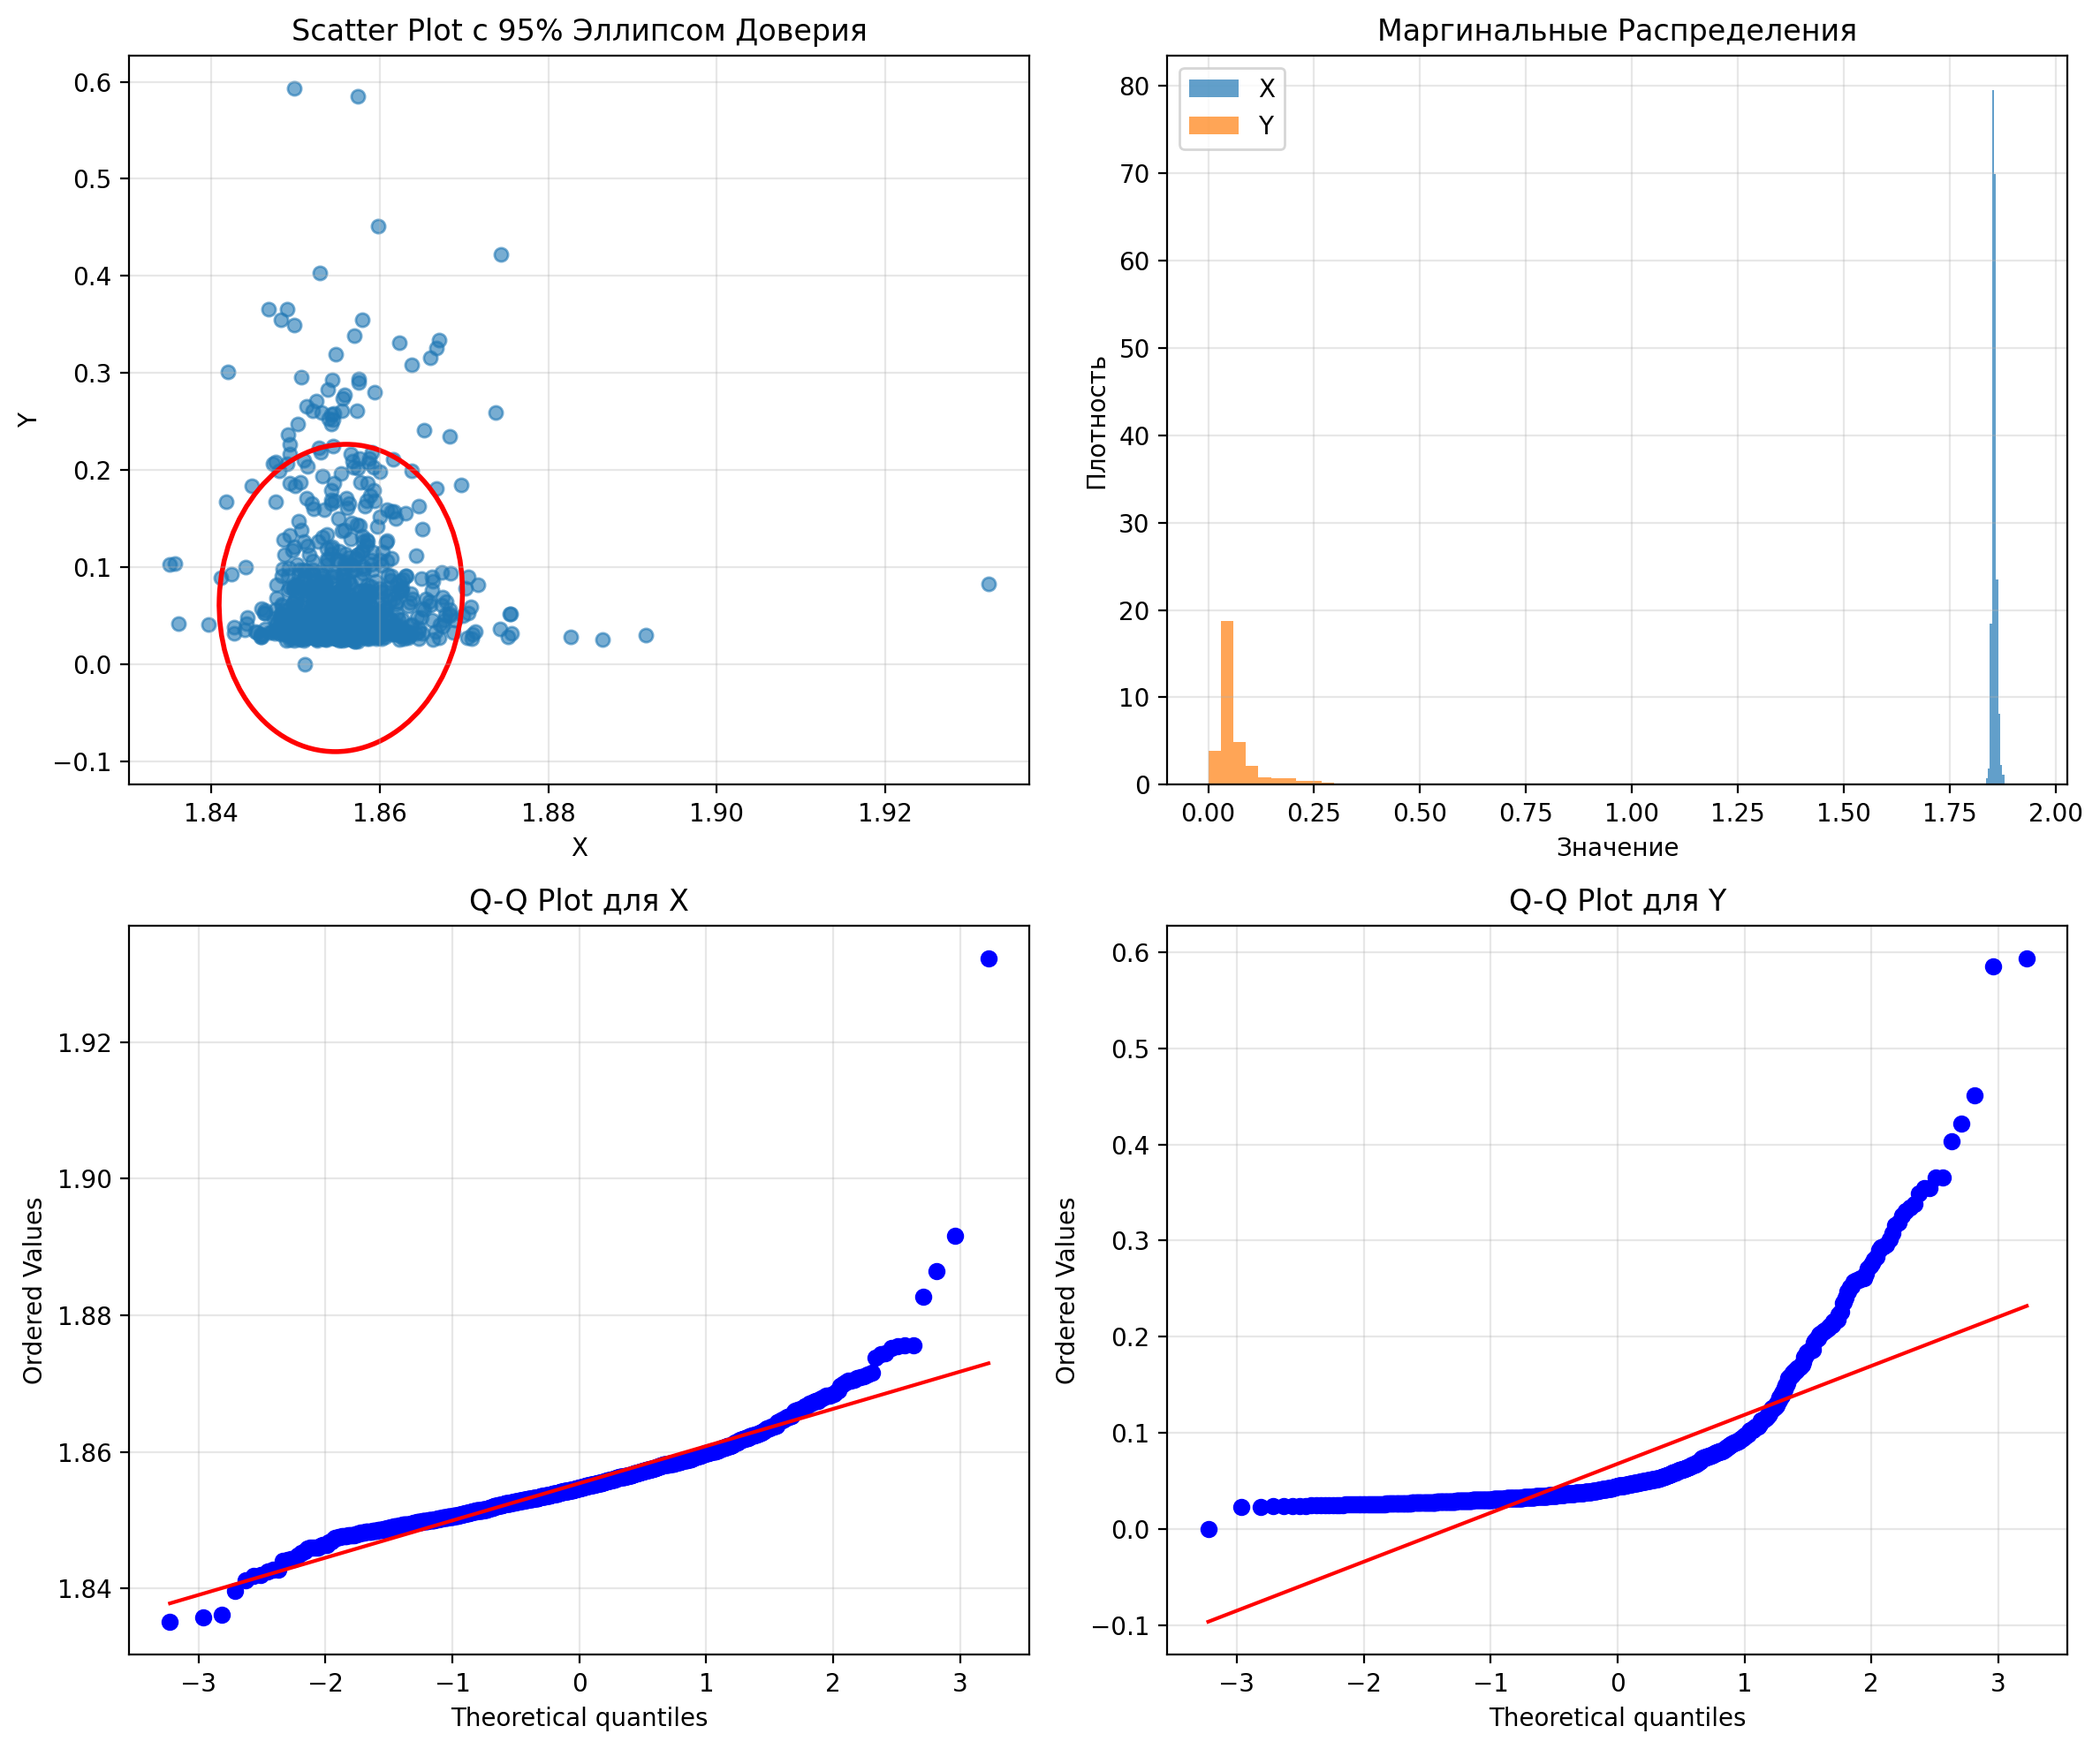 Scatter Plot с 95% Эллипсом Доверия
0.6
0.5
0.4
0.3
0.2
0.1
0.0
−0.1
Y
1.84 1.86 1.88 1.90 1.92
X
Маргинальные Распределения
X
Y
80
70
60
50
40
30
20
10
0
Плотность
0.00 0.25 0.50 0.75 1.00 1.25 1.50 1.75 2.00
Значение
Q-Q Plot для X
1.92
1.90
1.88
1.86
1.84
Ordered Values
−3 −2 −1 0 1 2 3
Theoretical quantiles
Q-Q Plot для Y
0.6
0.5
0.4
0.3
0.2
0.1
0.0
−0.1
Ordered Values
−3 −2 −1 0 1 2 3
Theoretical quantiles